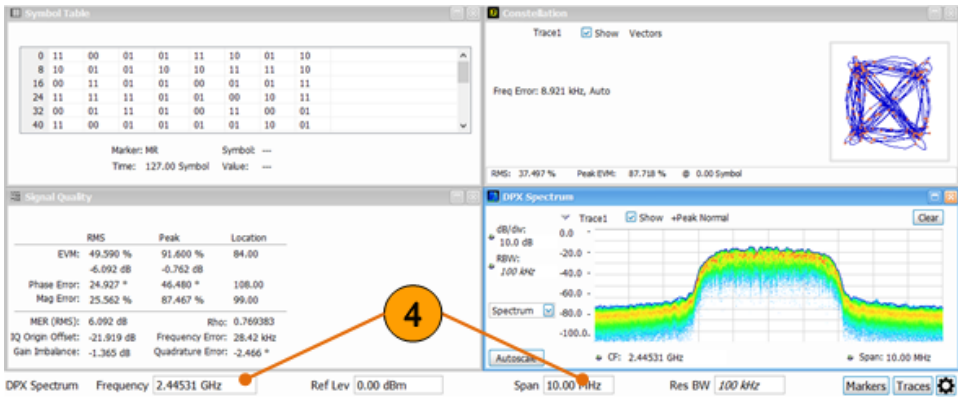 Symbol Table
0 11 00 01 01 11 10 01 10
8 10 01 01 10 10 11 11 10
16 00 11 01 01 00 01 01 11
24 11 11 11 01 01 00 10 11
32 00 01 11 01 00 11 00 01
40 11 00 01 01 01 01 10 01
Marker: MR Symbol: ---
Time: 127.00 Symbol Value: ---
Constellation
Trace1 Show Vectors
Freq Error: 8.921 kHz, Auto
RMS: 37.497 % Peak EVM: 87.718 % @ 0.00 Symbol
Signal Quality
RMS Peak Location
EVM: 49.590 % 91.600 % 84.00
-6.092 dB -0.762 dB
Phase Error: 24.927 ° 46.480 ° 108.00
Mag Error: 25.562 % 87.467 % 99.00
MER (RMS): 6.092 dB Rho: 0.769383
IQ Origin Offset: -21.919 dB Frequency Error: 28.42 kHz
Gain Imbalance: -1.365 dB Quadrature Error: -2.466 °
4
DPX Spectrum
Trace1 Show +Peak Normal Clear
dB/div:
10.0 dB
RBW:
100 kHz
Spectrum
Autoscale
0.0
-20.0
-40.0
-60.0
-80.0
-100.0
CF: 2.44531 GHz Span: 10.00 MHz
DPX Spectrum Frequency 2.44531 GHz Ref Lev 0.00 dBm Span 10.00 MHz Res BW 100 kHz Markers Traces